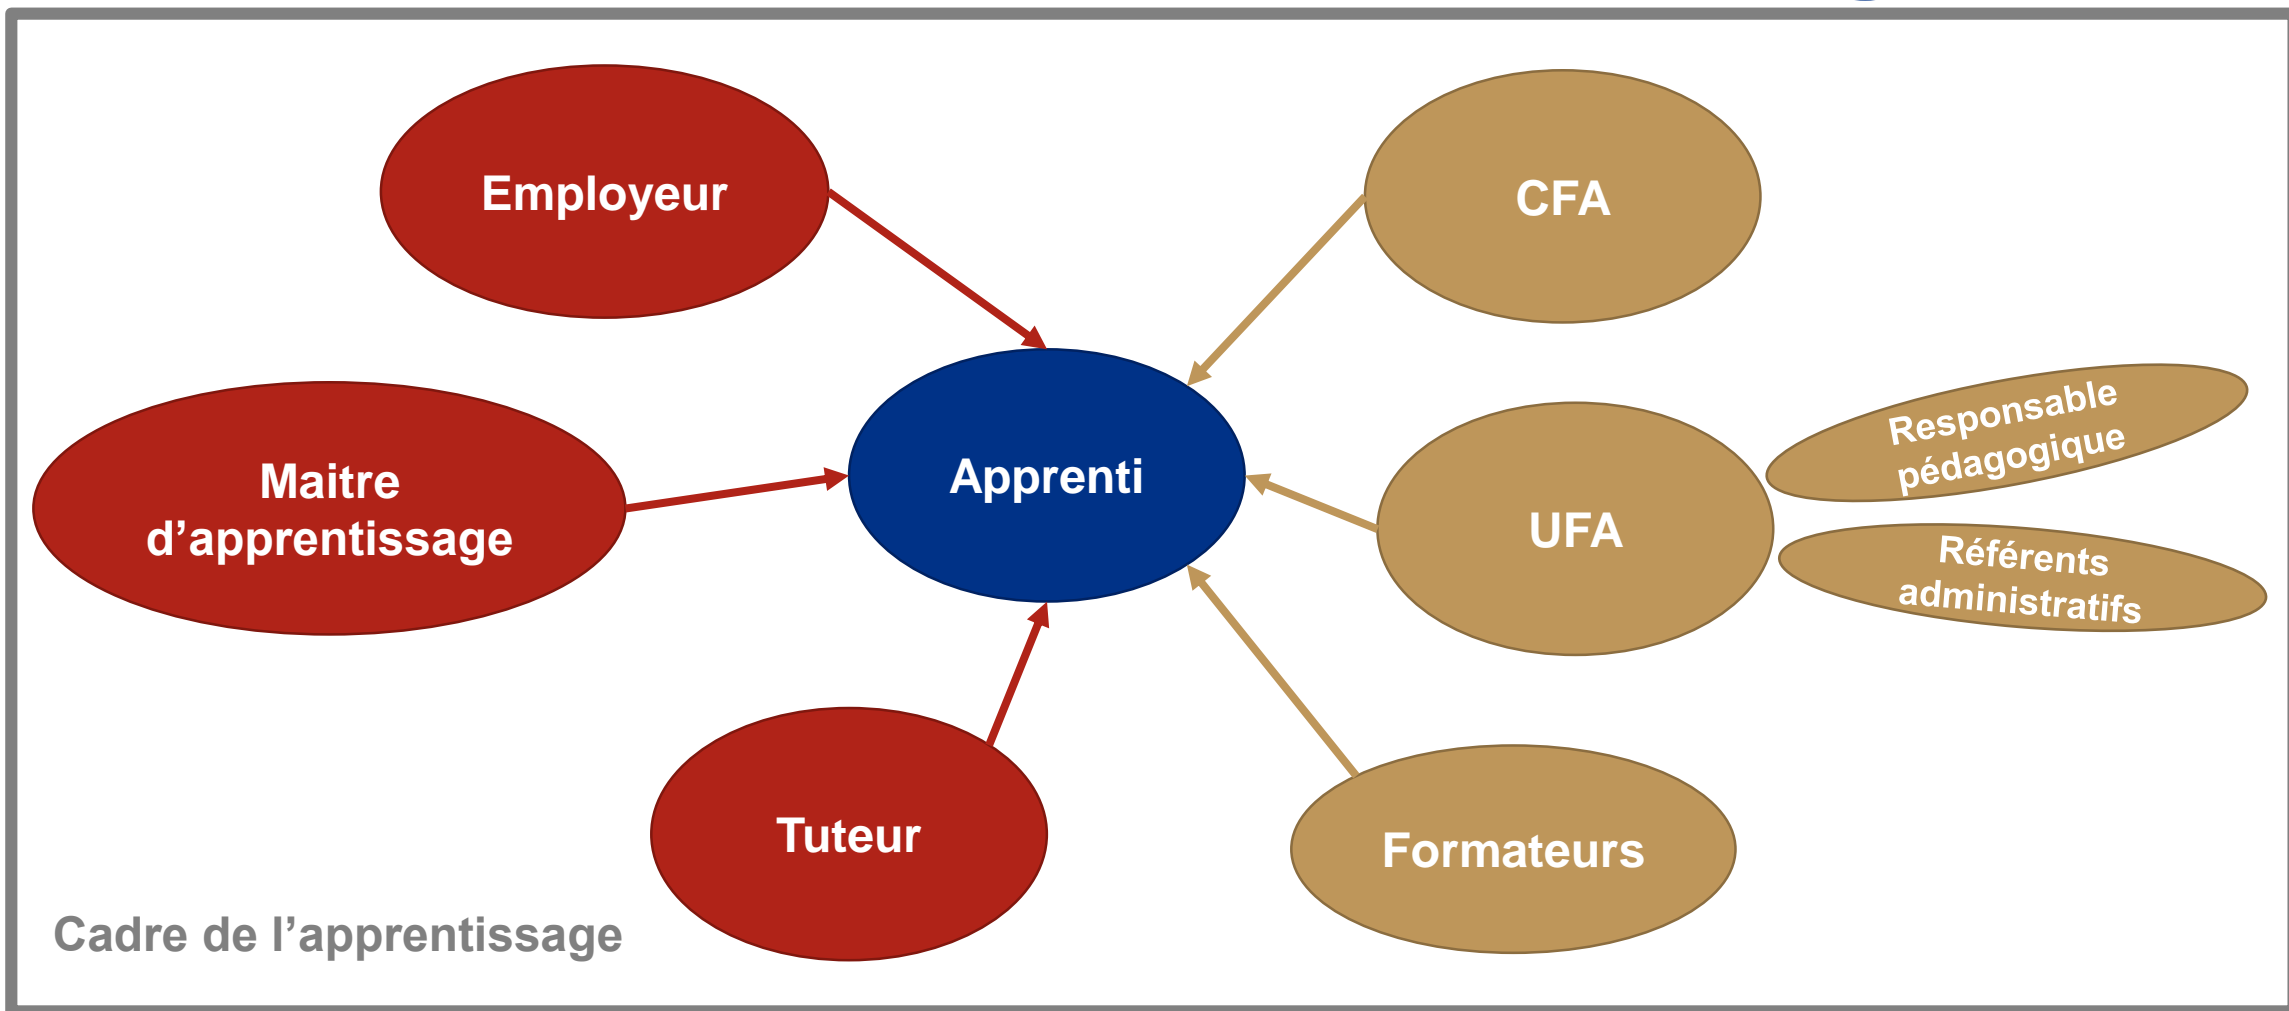 Employeur
CFA
Responsable
pédagogique
Maitre
d’apprentissage
Apprenti
UFA
Référents
administratifs
Tuteur
Formateurs
Cadre de l’apprentissage